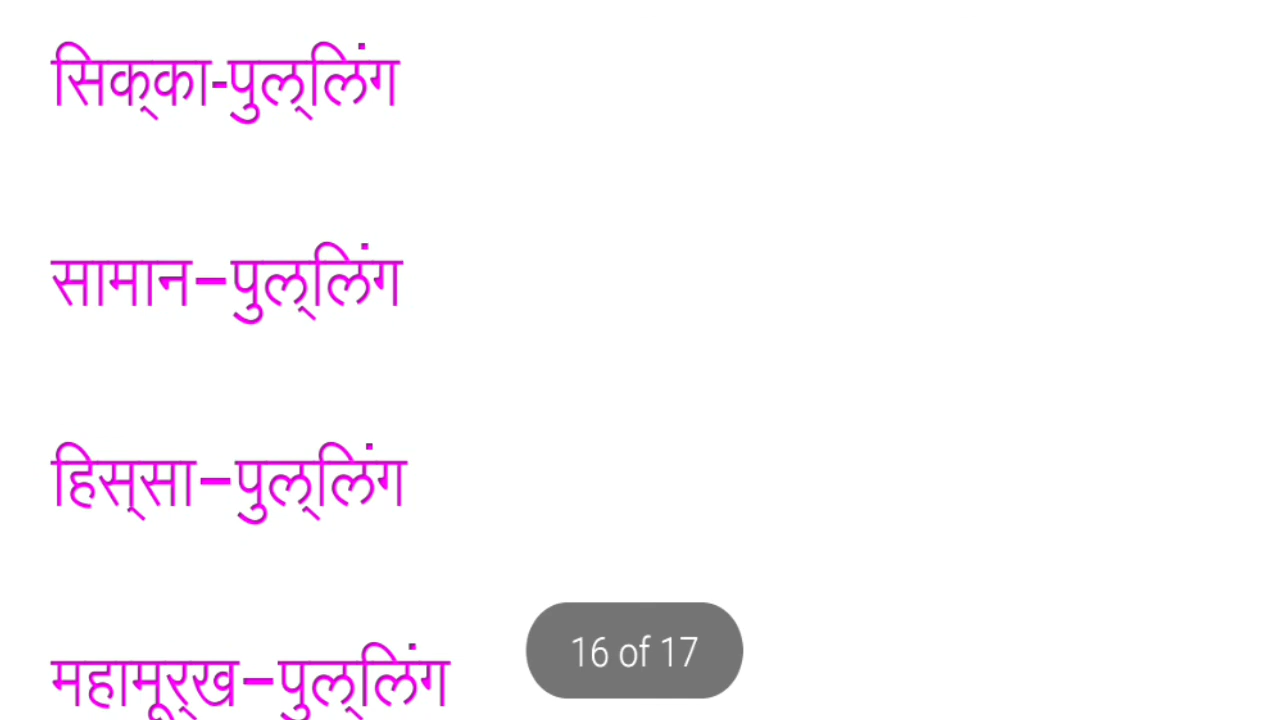 सिक्‌का-पुल्‌लिंग
सामान–पुल्‌लिंग
हिस्‌सा–पुल्‌लिंग
महामूर्‌ख–पुल्‌लिंग
16 of 17